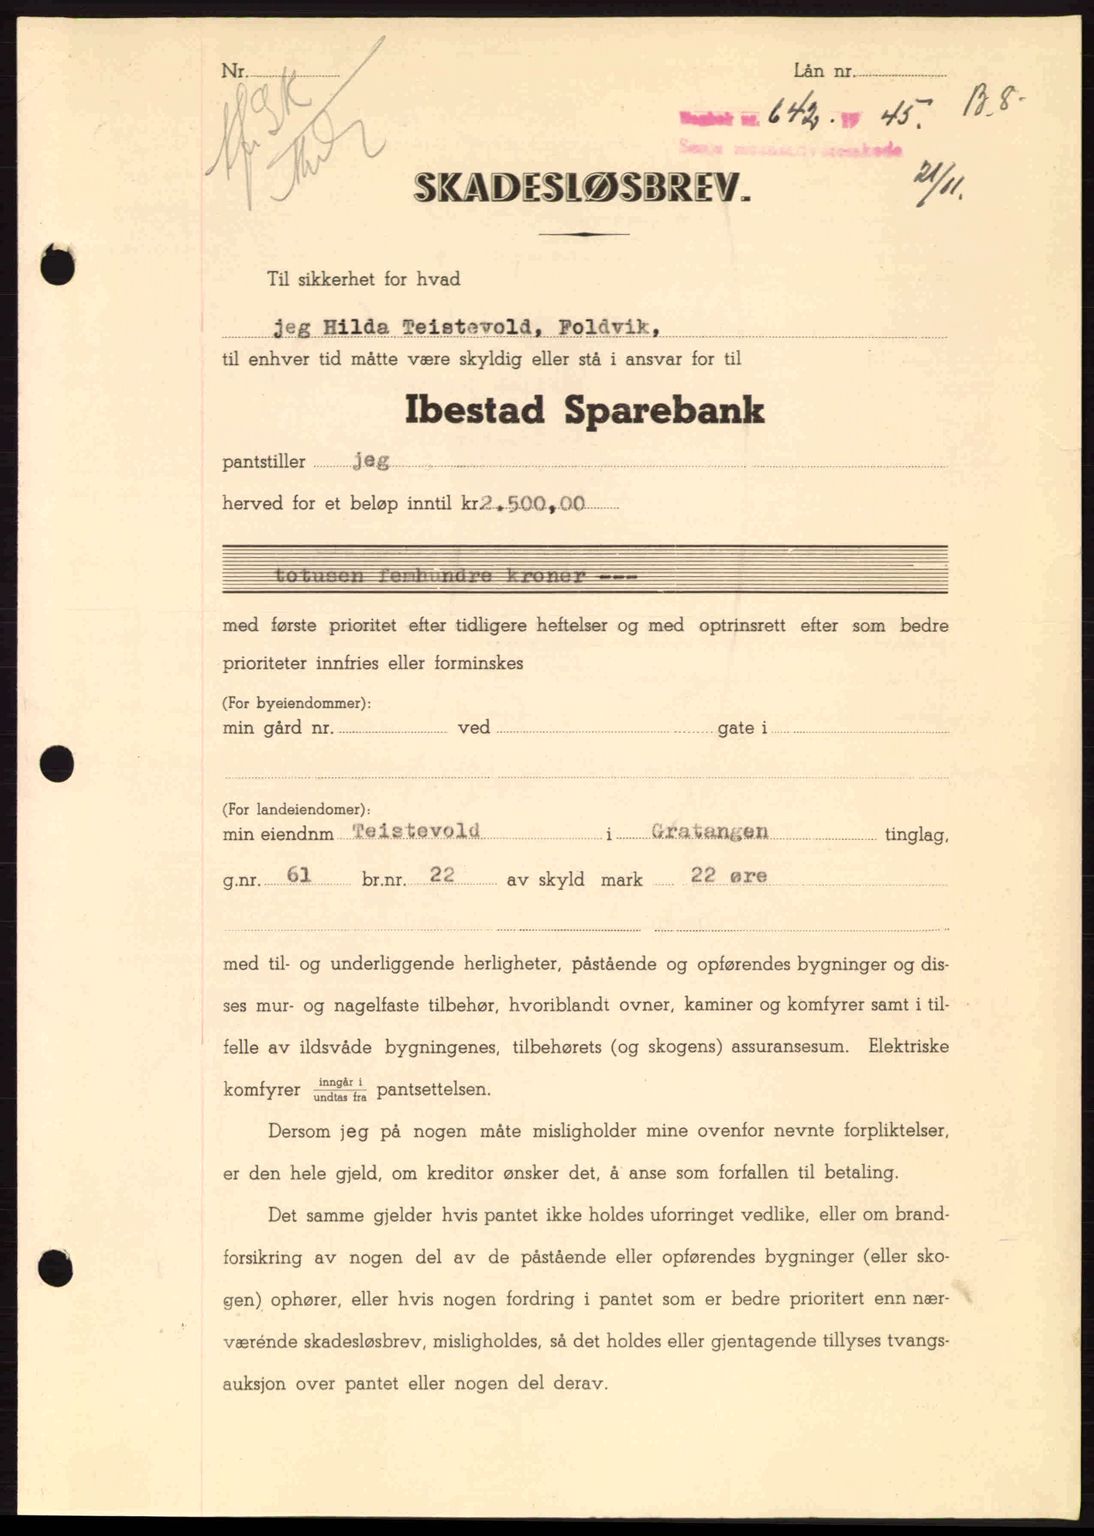 Nr.
Lån nr.
642. 19 45. B. 8-
21/11.
SKADESLØSBREV.
Til sikkerhet for hvad
jeg Hilda Teistevold, Foldvik,
til enhver tid måtte være skyldig eller stå i ansvar for til
Ibestad Sparebank
pantstiller jeg
herved for et beløp inntil kr. 2.500,00
totusen femhundre kroner ---
med første prioritet efter tidligere heftelser og med optrinsrett efter som bedre
prioriteter innfries eller forminskes
(For byeiendommer):
min gård nr. ved gate i
(For landeiendomer):
min eiendnm Teistevold i Gratangen tinglag,
g.nr. 61 br.nr. 22 av skyld mark 22 øre
med til- og underliggende herligheter, påstående og opførendes bygninger og dis-
ses mur- og nagelfaste tilbehør, hvoriblandt ovner, kaminer og komfyrer samt i til-
felle av ildsvåde bygningenes, tilbehørets (og skogens) assuransesum. Elektriske
komfyrer inngår i / undtas fra pantsettelsen.
Dersom jeg på nogen måte misligholder mine ovenfor nevnte forpliktelser,
er den hele gjeld, om kreditor ønsker det, å anse som forfallen til betaling.
Det samme gjelder hvis pantet ikke holdes uforringet vedlike, eller om brand-
forsikring av nogen del av de påstående eller opførendes bygninger (eller sko-
gen) ophører, eller hvis nogen fordring i pantet som er bedre prioritert enn nær-
værénde skadesløsbrev, misligholdes, så det holdes eller gjentagende tillyses tvangs-
auksjon over pantet eller nogen del derav.